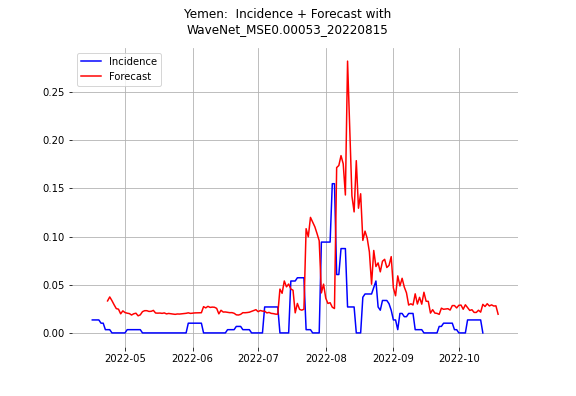 Yemen:  Incidence + Forecast with
WaveNet_MSE0.00053_20220815
Incidence
Forecast
0.25
0.20
0.15
0.10
0.05
0.00
2022-05 2022-06 2022-07 2022-08 2022-09 2022-10